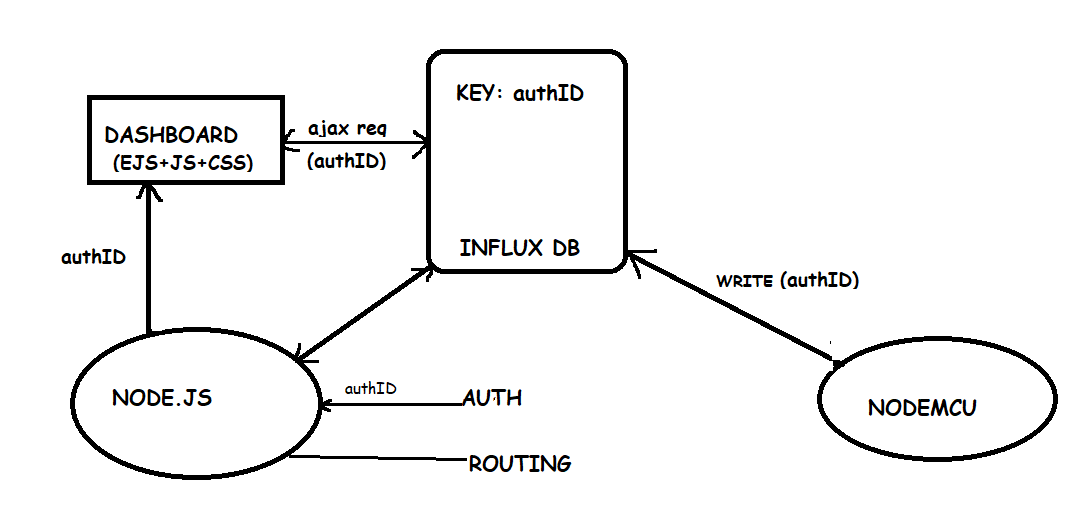 KEY: authID
DASHBOARD
(EJS+JS+CSS)
ajax req
(authID)
INFLUX DB
authID
WRITE (authID)
NODE.JS
authID
AUTH
NODEMCU
ROUTING